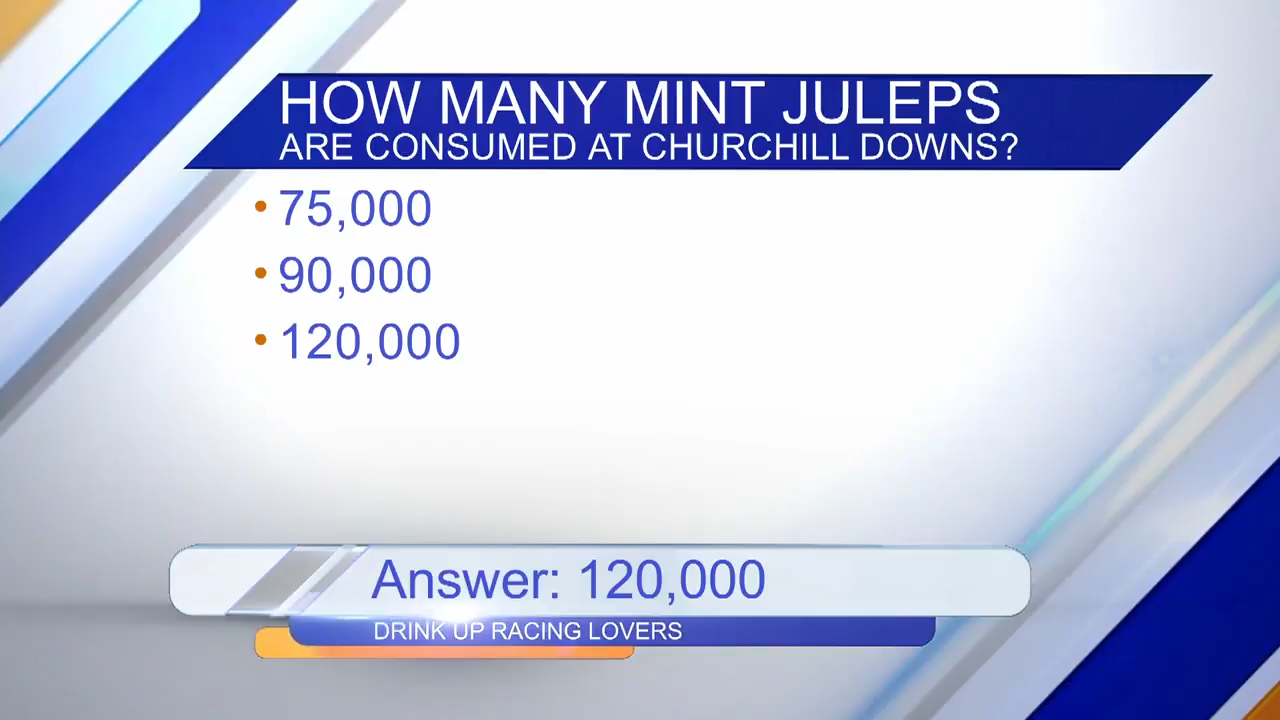 HOW MANY MINT JULEPS
ARE CONSUMED AT CHURCHILL DOWNS?
• 75,000
• 90,000
• 120,000
Answer: 120,000
DRINK UP RACING LOVERS